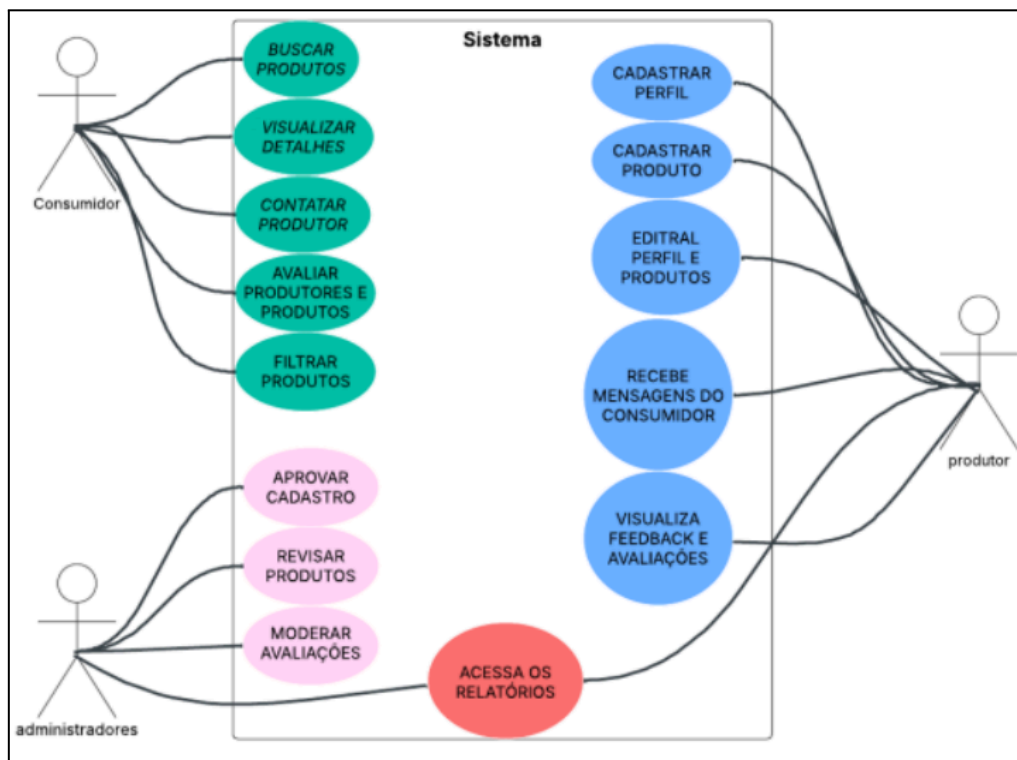 Sistema
BUSCAR
PRODUTOS
VISUALIZAR
DETALHES
CONTATAR
PRODUTOR
AVALIAR
PRODUTORES E
PRODUTOS
FILTRAR
PRODUTOS
Consumidor
APROVAR
CADASTRO
REVISAR
PRODUTOS
MODERAR
AVALIAÇÕES
administradores
ACESSA OS
RELATÓRIOS
CADASTRAR
PERFIL
CADASTRAR
PRODUTO
EDITRAL
PERFIL E
PRODUTOS
RECEBE
MENSAGENS DO
CONSUMIDOR
VISUALIZA
FEEDBACK E
AVALIAÇÕES
produtor